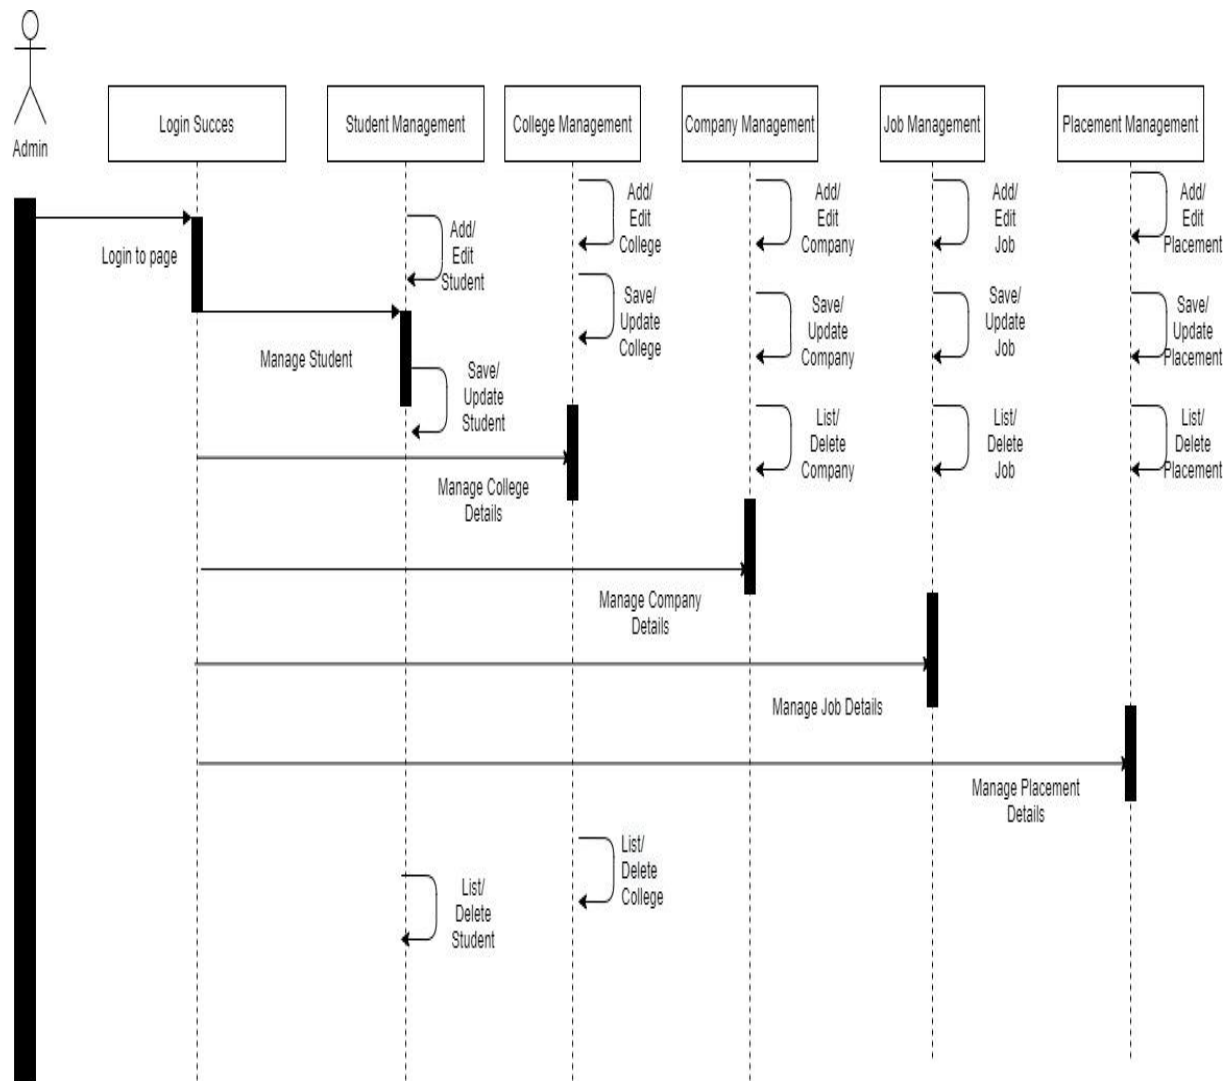 Admin
Login Succes
Student Management
College Management
Company Management
Job Management
Placement Management
Add/
Edit
College
Add/
Edit
Company
Add/
Edit
Job
Add/
Edit
Placement
Login to page
Add/
Edit
Student
Save/
Update
College
Save/
Update
Company
Save/
Update
Job
Save/
Update
Placement
Manage Student
Save/
Update
Student
List/
Delete
Company
List/
Delete
Job
List/
Delete
Placement
Manage College
Details
Manage Company
Details
Manage Job Details
Manage Placement
Details
List/
Delete
College
List/
Delete
Student